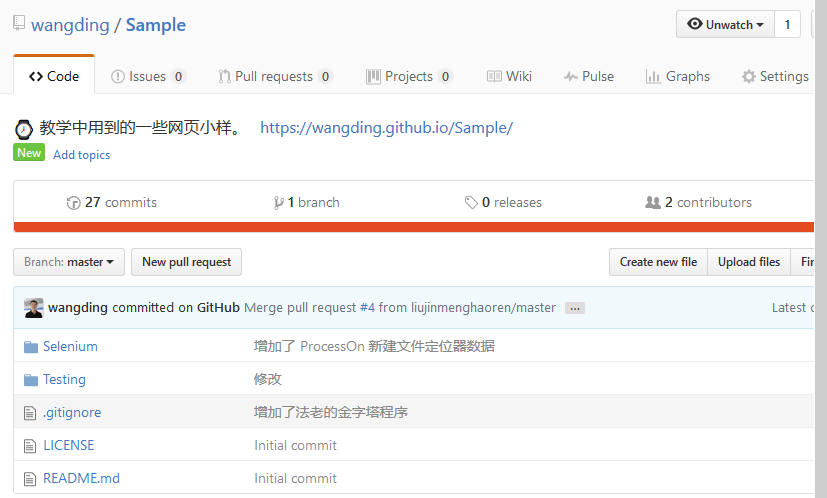 wangding / Sample Unwatch 1
Code Issues 0 Pull requests 0 Projects 0 Wiki Pulse Graphs Settings
教学中用到的一些网页小样。 https://wangding.github.io/Sample/
New Add topics
27 commits 1 branch 0 releases 2 contributors
Branch: master New pull request Create new file Upload files
wangding committed on GitHub Merge pull request #4 from liujinmenghaoren/master ... Latest
Selenium 增加了 ProcessOn 新建文件定位器数据
Testing 修改
.gitignore 增加了法老的金字塔程序
LICENSE Initial commit
README.md Initial commit